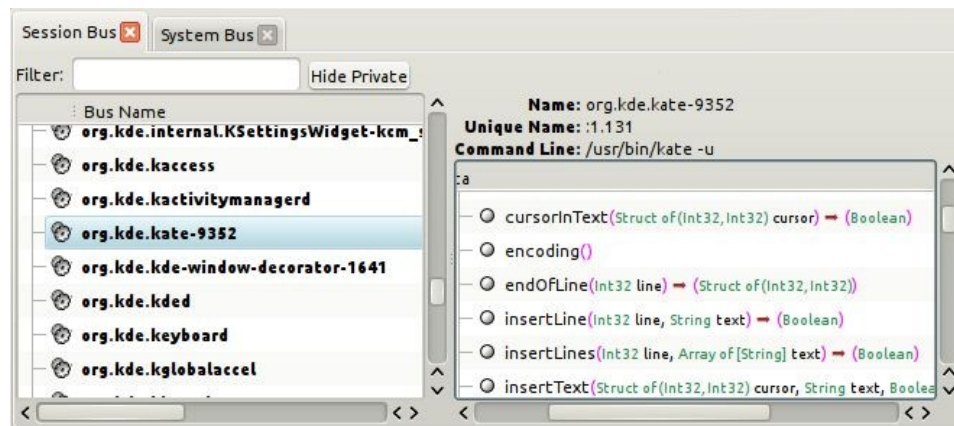 Session Bus System Bus
Filter: Hide Private
Bus Name
org.kde.internal.KSettingsWidget-kcm_
org.kde.kaccess
org.kde.kactivitymanagerd
org.kde.kate-9352
org.kde.kde-window-decorator-1641
org.kde.kded
org.kde.keyboard
org.kde.kglobalaccel
Name: org.kde.kate-9352
Unique Name: :1.131
Command Line: /usr/bin/kate -u
ta
cursorInText(Struct of(Int32, Int32) cursor) ➡ (Boolean)
encoding()
endOfLine(Int32 line) ➡ (Struct of(Int32, Int32))
insertLine(Int32 line, String text) ➡ (Boolean)
insertLines(Int32 line, Array of [String] text) ➡ (Boolean)
insertText(Struct of(Int32, Int32) cursor, String text, Boolea